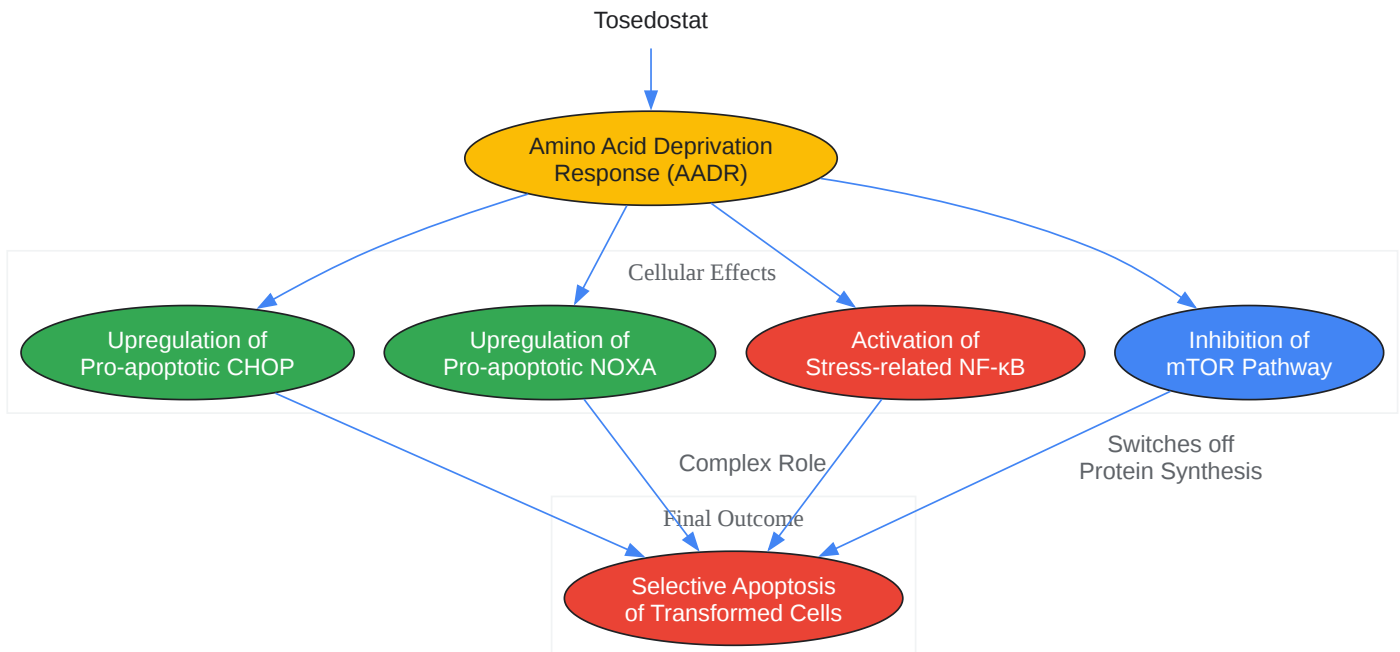 Tosedostat
Amino Acid Deprivation
Response (AADR)
Cellular Effects
Upregulation of
Pro-apoptotic CHOP
Upregulation of
Pro-apoptotic NOXA
Activation of
Stress-related NF-κB
Inhibition of
mTOR Pathway
Complex Role
Switches off
Protein Synthesis
Final Outcome
Selective Apoptosis
of Transformed Cells